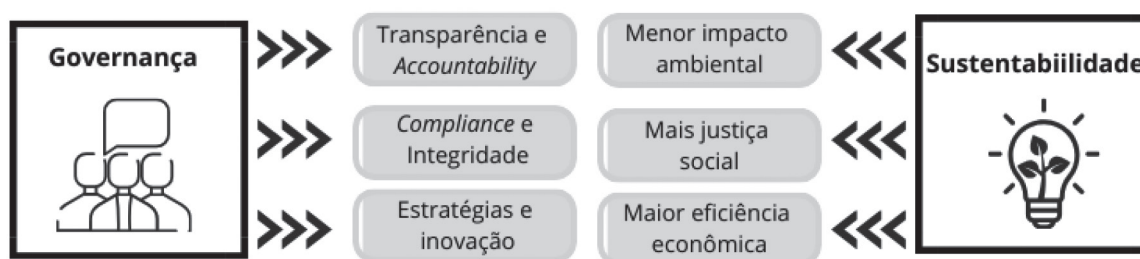 Governança
Transparência e
Accountability
Compliance e
Integridade
Estratégias e
inovação
Menor impacto
ambiental
Mais justiça
social
Maior eficiência
econômica
Sustentabiilidade